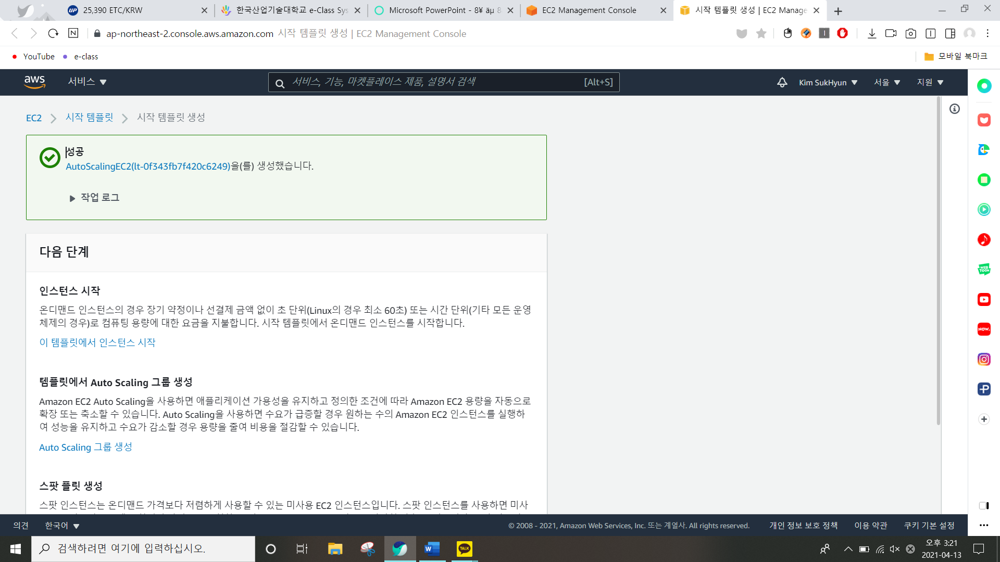 25,390 ETC/KRW
한국산업기술대학교 e-Class Sys
Microsoft PowerPoint - 8¥ äµ 8
EC2 Management Console
시작 템플릿 생성 | EC2 Manage
ap-northeast-2.console.aws.amazon.com 시작 템플릿 생성 | EC2 Management Console
YouTube
e-class
모바일 북마크
aws
서비스
서비스, 기능, 마켓플레이스 제품, 설명서 검색
[Alt+S]
Kim SukHyun
서울
지원
EC2
시작 템플릿
시작 템플릿 생성
성공
AutoScalingEC2(lt-0f343fb7f420c6249)을(를) 생성했습니다.
작업 로그
다음 단계
인스턴스 시작
온디맨드 인스턴스의 경우 장기 약정이나 선결제 금액 없이 초 단위(Linux의 경우 최소 60초) 또는 시간 단위(기타 모든 운영
체제의 경우)로 컴퓨팅 용량에 대한 요금을 지불합니다. 시작 템플릿에서 온디맨드 인스턴스를 시작합니다.
이 템플릿에서 인스턴스 시작
템플릿에서 Auto Scaling 그룹 생성
Amazon EC2 Auto Scaling을 사용하면 애플리케이션 가용성을 유지하고 정의한 조건에 따라 Amazon EC2 용량을 자동으로
확장 또는 축소할 수 있습니다. Auto Scaling을 사용하면 수요가 급증할 경우 원하는 수의 Amazon EC2 인스턴스를 실행하
여 성능을 유지하고 수요가 감소할 경우 용량을 줄여 비용을 절감할 수 있습니다.
Auto Scaling 그룹 생성
스팟 플릿 생성
스팟 인스턴스는 온디맨드 가격보다 저렴하게 사용할 수 있는 미사용 EC2 인스턴스입니다. 스팟 인스턴스를 사용하면 미사
의견
한국어
© 2008 - 2021, Amazon Web Services, Inc. 또는 계열사. All rights reserved.
개인 정보 보호 정책
이용 약관
쿠키 기본 설정
검색하려면 여기에 입력하십시오.
오후 3:21
2021-04-13
UP
N
WEB
TOON
NOW.
TALK